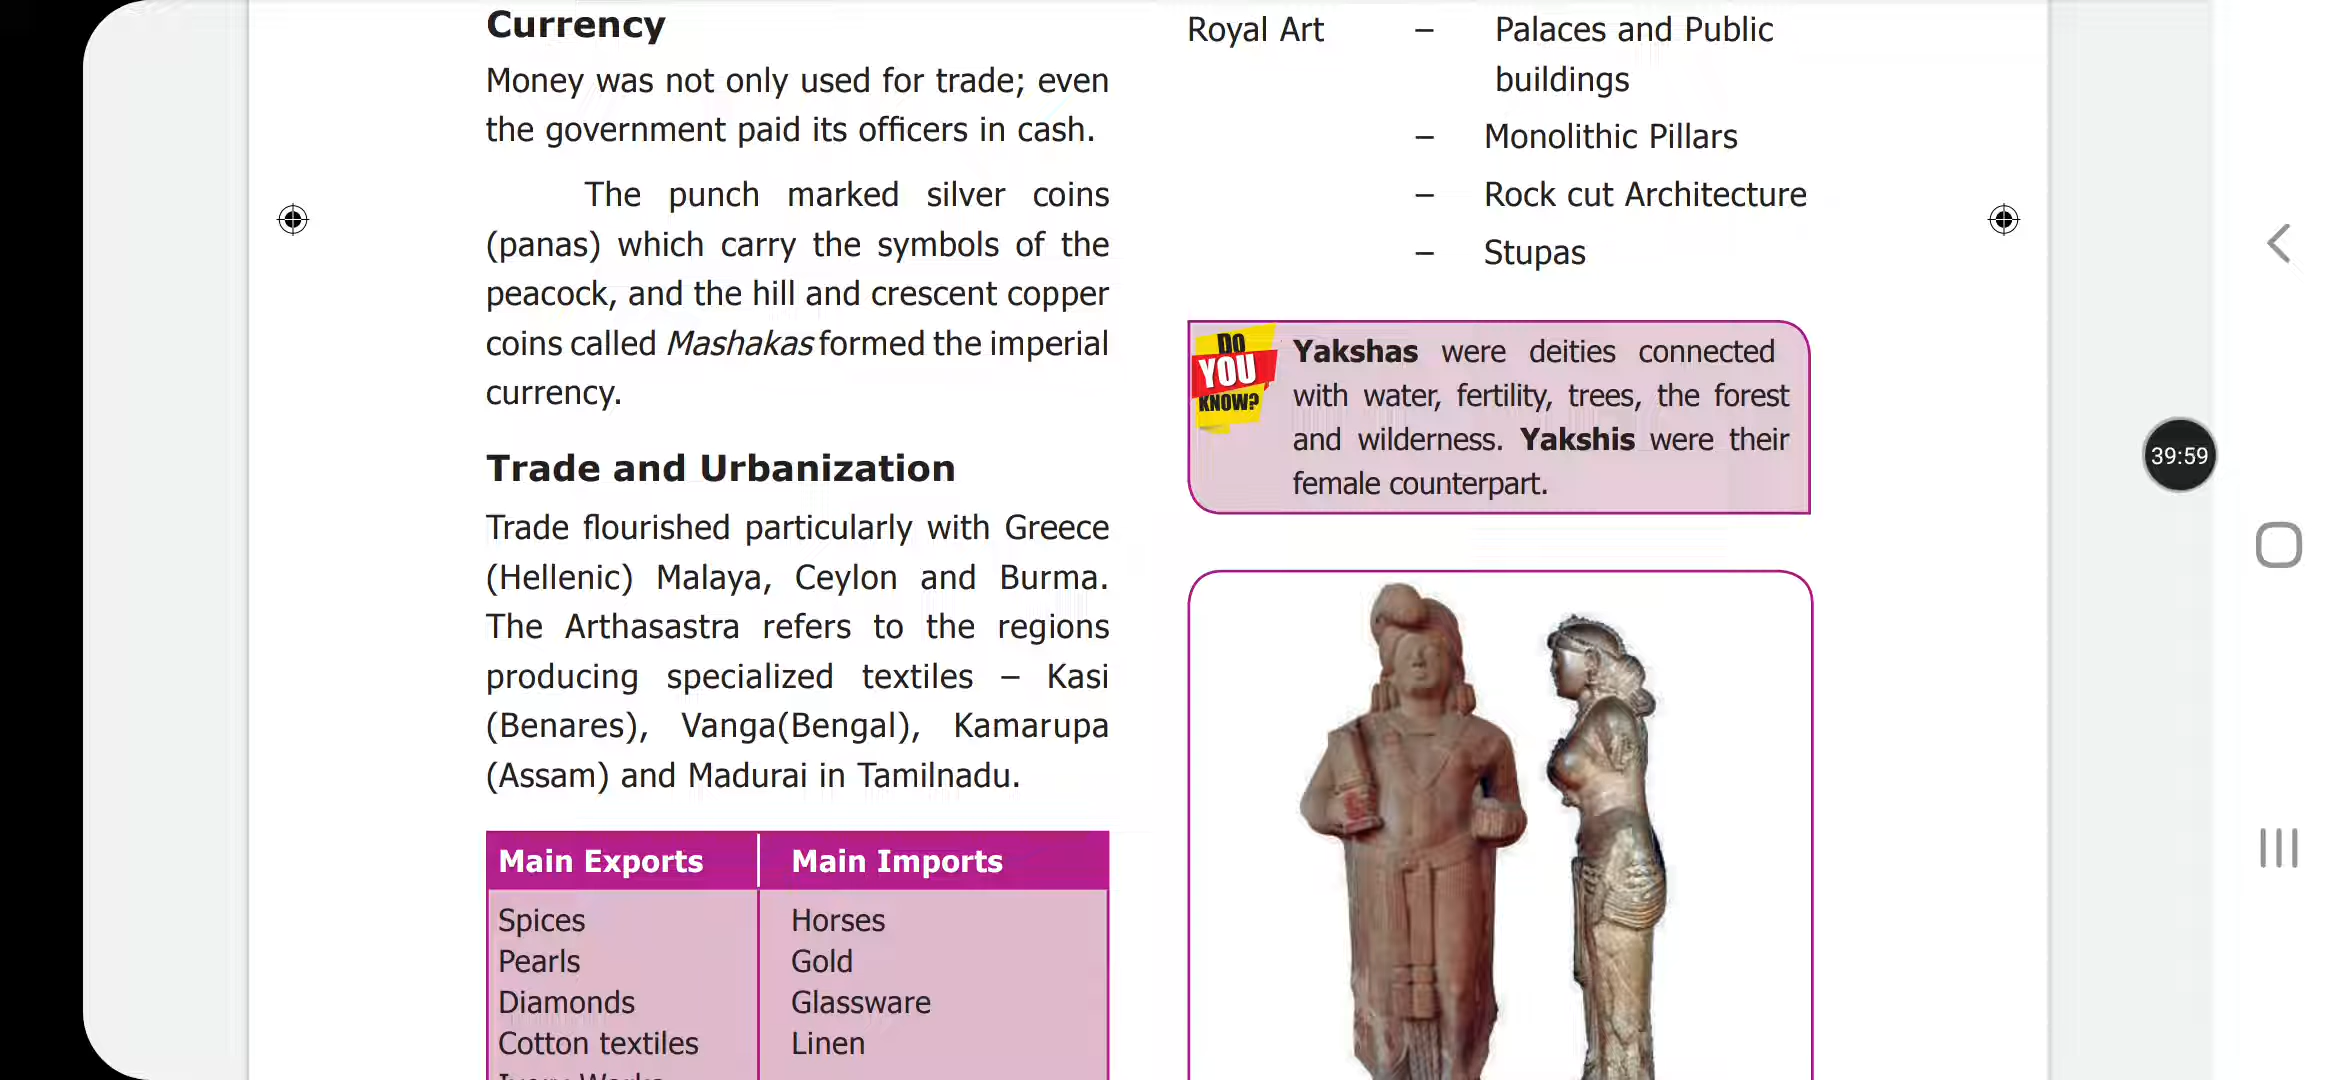 Currency
Money was not only used for trade; even
the government paid its officers in cash.
The punch marked silver coins
(panas) which carry the symbols of the
peacock, and the hill and crescent copper
coins called Mashakas formed the imperial
currency.
Trade and Urbanization
Trade flourished particularly with Greece
(Hellenic) Malaya, Ceylon and Burma.
The Arthasastra refers to the regions
producing specialized textiles – Kasi
(Benares), Vanga(Bengal), Kamarupa
(Assam) and Madurai in Tamilnadu.
Main Exports Main Imports
Spices Horses
Pearls Gold
Diamonds Glassware
Cotton textiles Linen
Ivory Works
Royal Art – Palaces and Public
buildings
– Monolithic Pillars
– Rock cut Architecture
– Stupas
DO
YOU
KNOW?
Yakshas were deities connected
with water, fertility, trees, the forest
and wilderness. Yakshis were their
female counterpart.
39:59